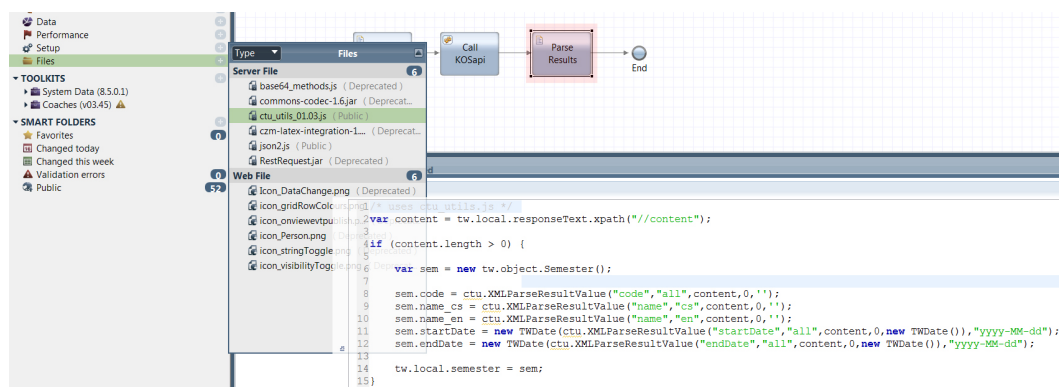 Data
Performance
Setup
Files
TOOLKITS
System Data (8.5.0.1)
Coaches (v03.45)
SMART FOLDERS
Favorites 0
Changed today
Changed this week
Validation errors 0
Public 52
Type Files
Server File 6
base64_methods.js (Deprecated)
commons-codec-1.6.jar (Deprecat...
ctu_utils_01.03.js (Public)
czm-latex-integration-1.... (Deprecat...
json2.js (Public)
RestRequest.jar (Deprecated)
Web File 6
Icon_DataChange.png (Deprecated)
icon_gridRowColours.png
icon_onviewevtpublish.p...
icon_Person.png
icon_stringToggle.png
icon_visibilityToggle.png
Call
KOSapi
Parse
Results
End
1 /* uses ctu_utils.js */
2 var content = tw.local.responseText.xpath("//content");
3
4 if (content.length > 0) {
5
6 var sem = new tw.object.Semester();
7
8 sem.code = ctu.XMLParseResultValue("code","all",content,0,'');
9 sem.name_cs = ctu.XMLParseResultValue("name","cs",content,0,'');
10 sem.name_en = ctu.XMLParseResultValue("name","en",content,0,'');
11 sem.startDate = new TWDate(ctu.XMLParseResultValue("startDate","all",content,0,new TWDate()),"yyyy-MM-dd");
12 sem.endDate = new TWDate(ctu.XMLParseResultValue("endDate","all",content,0,new TWDate()),"yyyy-MM-dd");
13
14 tw.local.semester = sem;
15 }